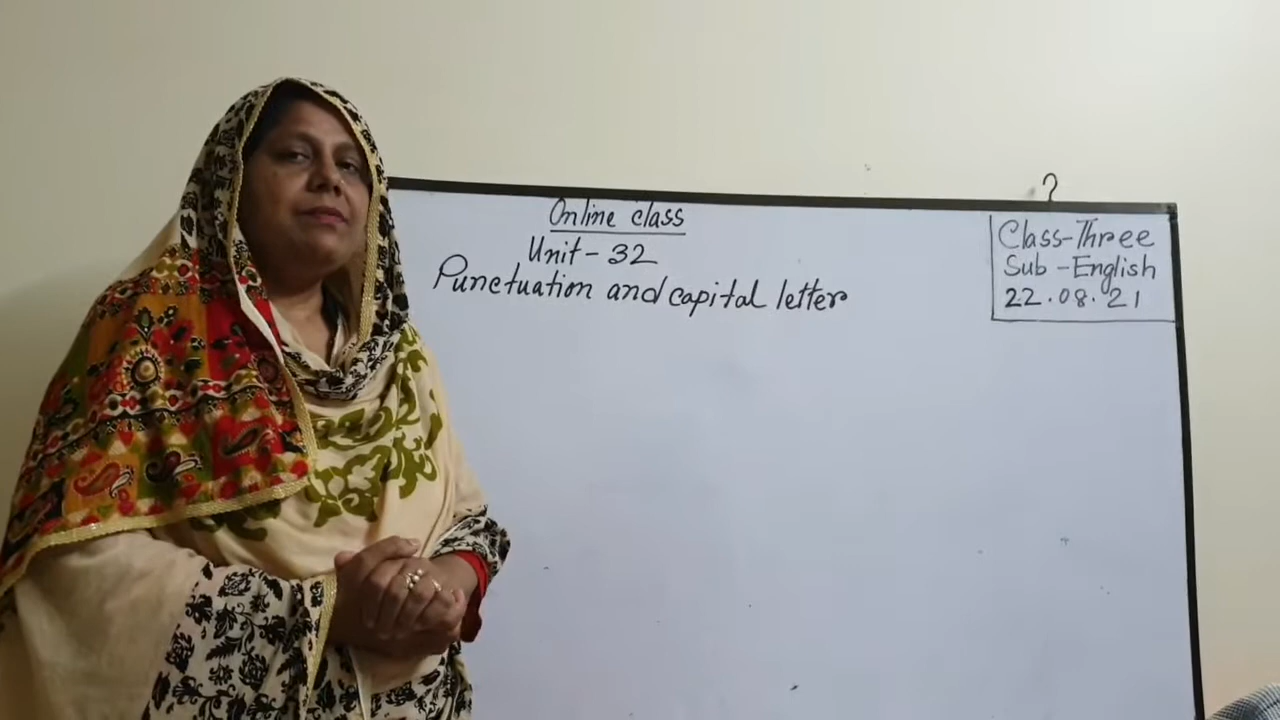 Online class
Unit - 32
Punctuation and capital letter
Class-Three
Sub - English
22.08.21